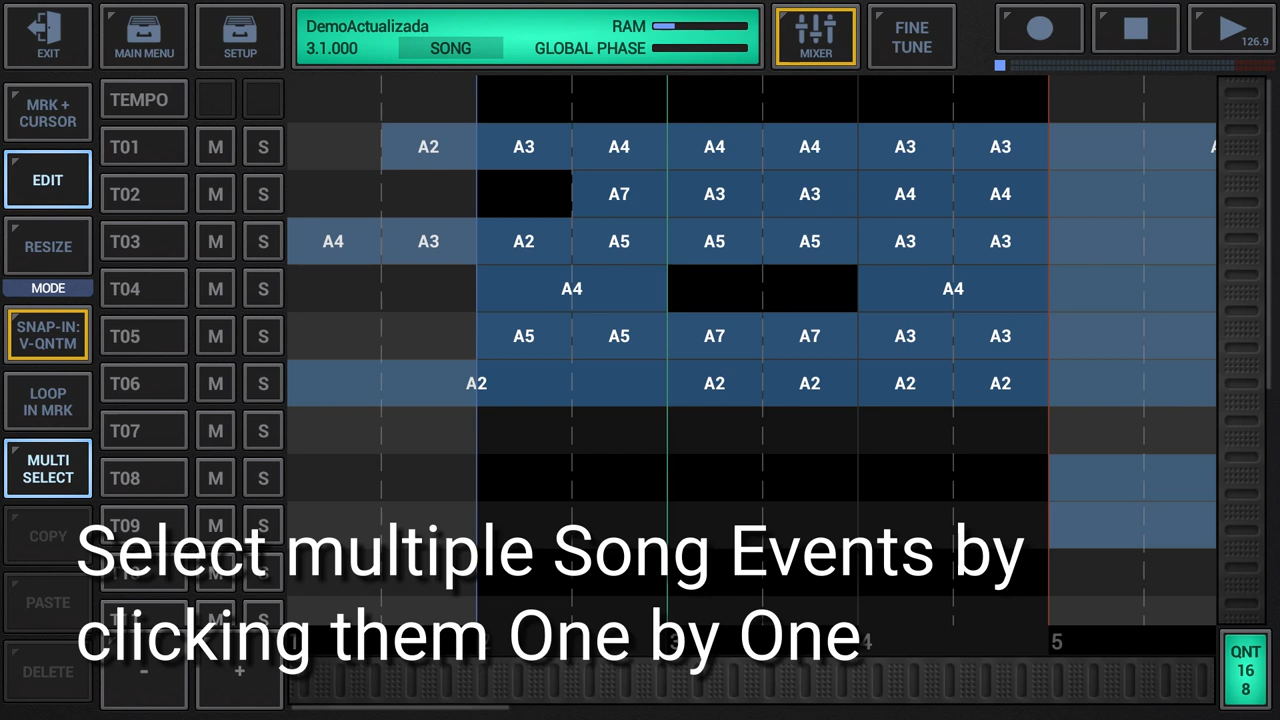 EXIT
MAIN MENU
SETUP
DemoActualizada
RAM
3.1.000
SONG
GLOBAL PHASE
MIXER
FINE
TUNE
126.9
MRK +
CURSOR
TEMPO
T01 M S A2 A3 A4 A4 A4 A3 A3
EDIT
T02 M S A7 A3 A3 A4 A4
RESIZE
T03 M S A4 A3 A2 A5 A5 A5 A3 A3
MODE
T04 M S A4 A4
SNAP-IN:
V-QNTM
T05 M S A5 A5 A7 A7 A3 A3
T06 M S A2 A2 A2 A2 A2
LOOP
IN MRK
T07 M S
MULTI
SELECT
T08 M S
COPY
T09 M S
Select multiple Song Events by
clicking them One by One
PASTE
DELETE
- +
4 5
QNT
16
8